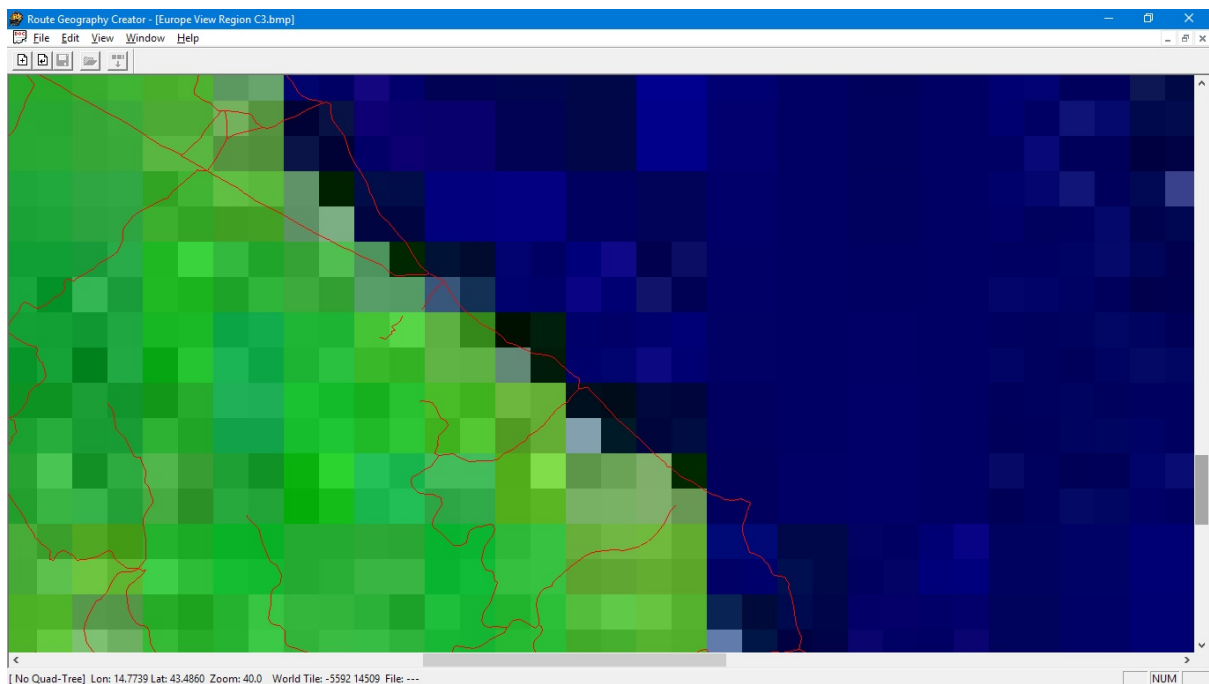 Route Geography Creator - [Europe View Region C3.bmp]
File Edit View Window Help
[ No Quad-Tree] Lon: 14.7739 Lat: 43.4860 Zoom: 40.0 World Tile: -5592 14509 File: --- NUM